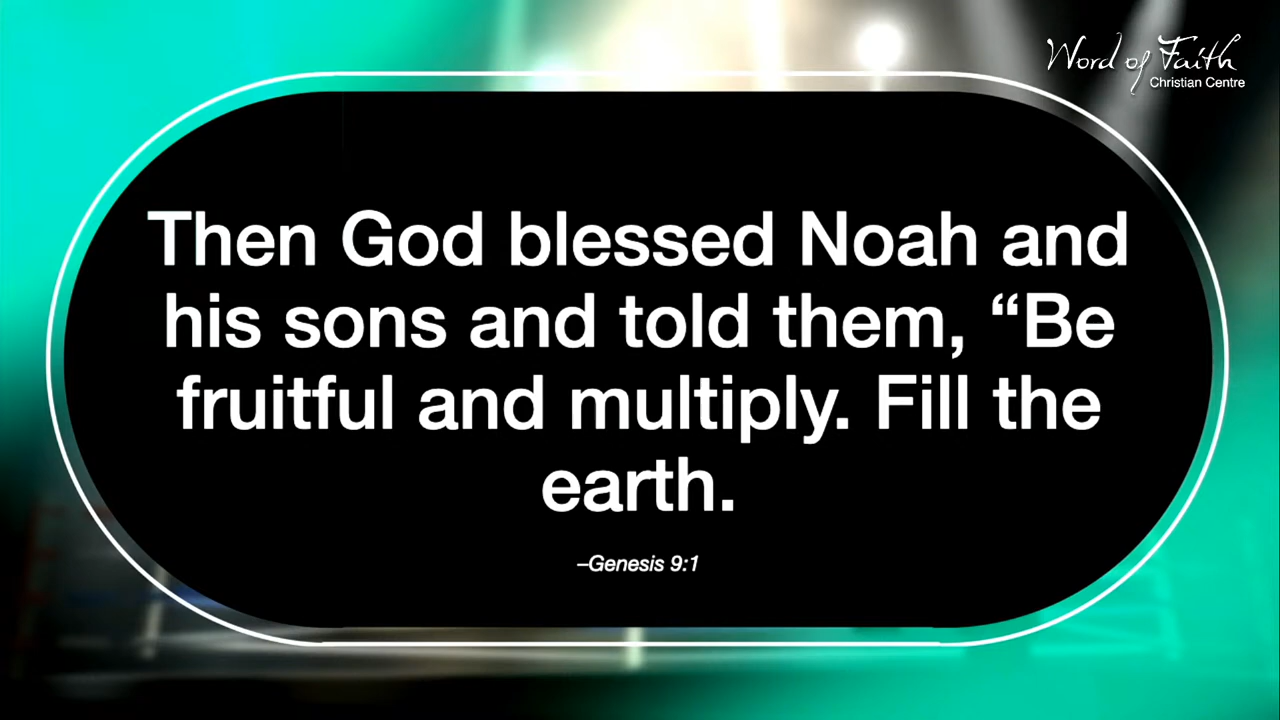 Word of Faith
Christian Centre
Then God blessed Noah and
his sons and told them, “Be
fruitful and multiply. Fill the
earth.
–Genesis 9:1